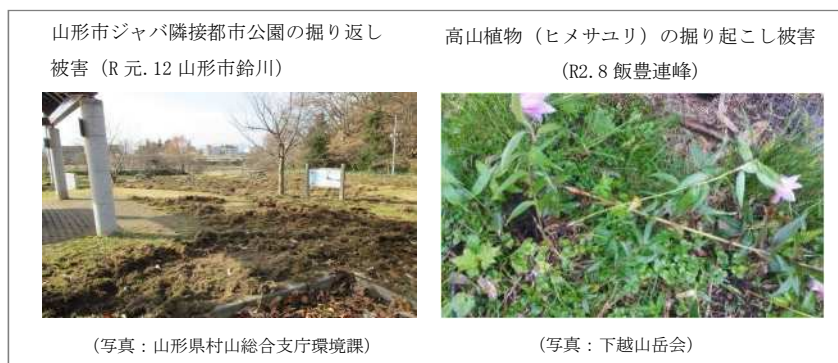 山形市ジャバ隣接都市公園の掘り返し
被害（R 元.12 山形市鈴川）
高山植物（ヒメサユリ）の掘り起こし被害
（R2.8 飯豊連峰）
（写真：山形県村山総合支庁環境課）
（写真：下越山岳会）